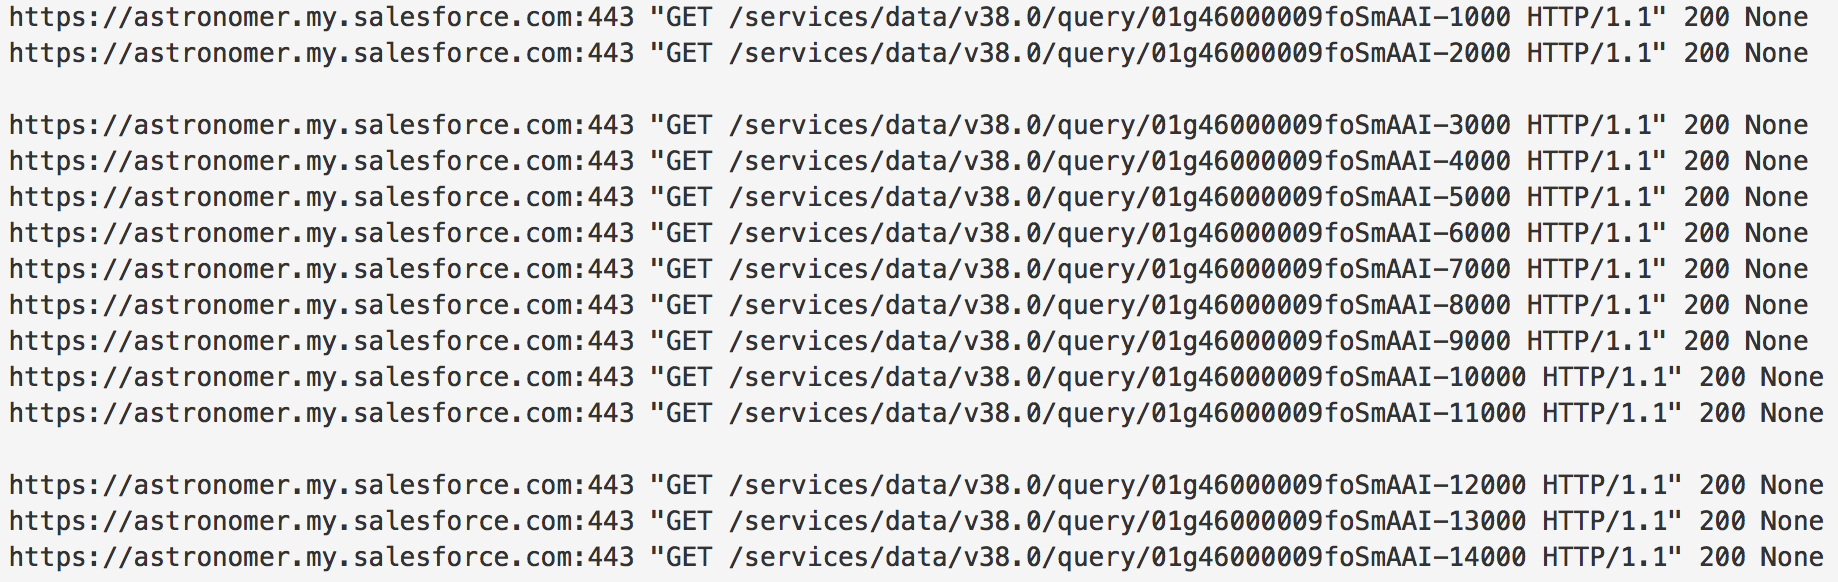 https://astronomer.my.salesforce.com:443 "GET /services/data/v38.0/query/01g46000009foSmAAI-1000 HTTP/1.1" 200 None
https://astronomer.my.salesforce.com:443 "GET /services/data/v38.0/query/01g46000009foSmAAI-2000 HTTP/1.1" 200 None
https://astronomer.my.salesforce.com:443 "GET /services/data/v38.0/query/01g46000009foSmAAI-3000 HTTP/1.1" 200 None
https://astronomer.my.salesforce.com:443 "GET /services/data/v38.0/query/01g46000009foSmAAI-4000 HTTP/1.1" 200 None
https://astronomer.my.salesforce.com:443 "GET /services/data/v38.0/query/01g46000009foSmAAI-5000 HTTP/1.1" 200 None
https://astronomer.my.salesforce.com:443 "GET /services/data/v38.0/query/01g46000009foSmAAI-6000 HTTP/1.1" 200 None
https://astronomer.my.salesforce.com:443 "GET /services/data/v38.0/query/01g46000009foSmAAI-7000 HTTP/1.1" 200 None
https://astronomer.my.salesforce.com:443 "GET /services/data/v38.0/query/01g46000009foSmAAI-8000 HTTP/1.1" 200 None
https://astronomer.my.salesforce.com:443 "GET /services/data/v38.0/query/01g46000009foSmAAI-9000 HTTP/1.1" 200 None
https://astronomer.my.salesforce.com:443 "GET /services/data/v38.0/query/01g46000009foSmAAI-10000 HTTP/1.1" 200 None
https://astronomer.my.salesforce.com:443 "GET /services/data/v38.0/query/01g46000009foSmAAI-11000 HTTP/1.1" 200 None
https://astronomer.my.salesforce.com:443 "GET /services/data/v38.0/query/01g46000009foSmAAI-12000 HTTP/1.1" 200 None
https://astronomer.my.salesforce.com:443 "GET /services/data/v38.0/query/01g46000009foSmAAI-13000 HTTP/1.1" 200 None
https://astronomer.my.salesforce.com:443 "GET /services/data/v38.0/query/01g46000009foSmAAI-14000 HTTP/1.1" 200 None